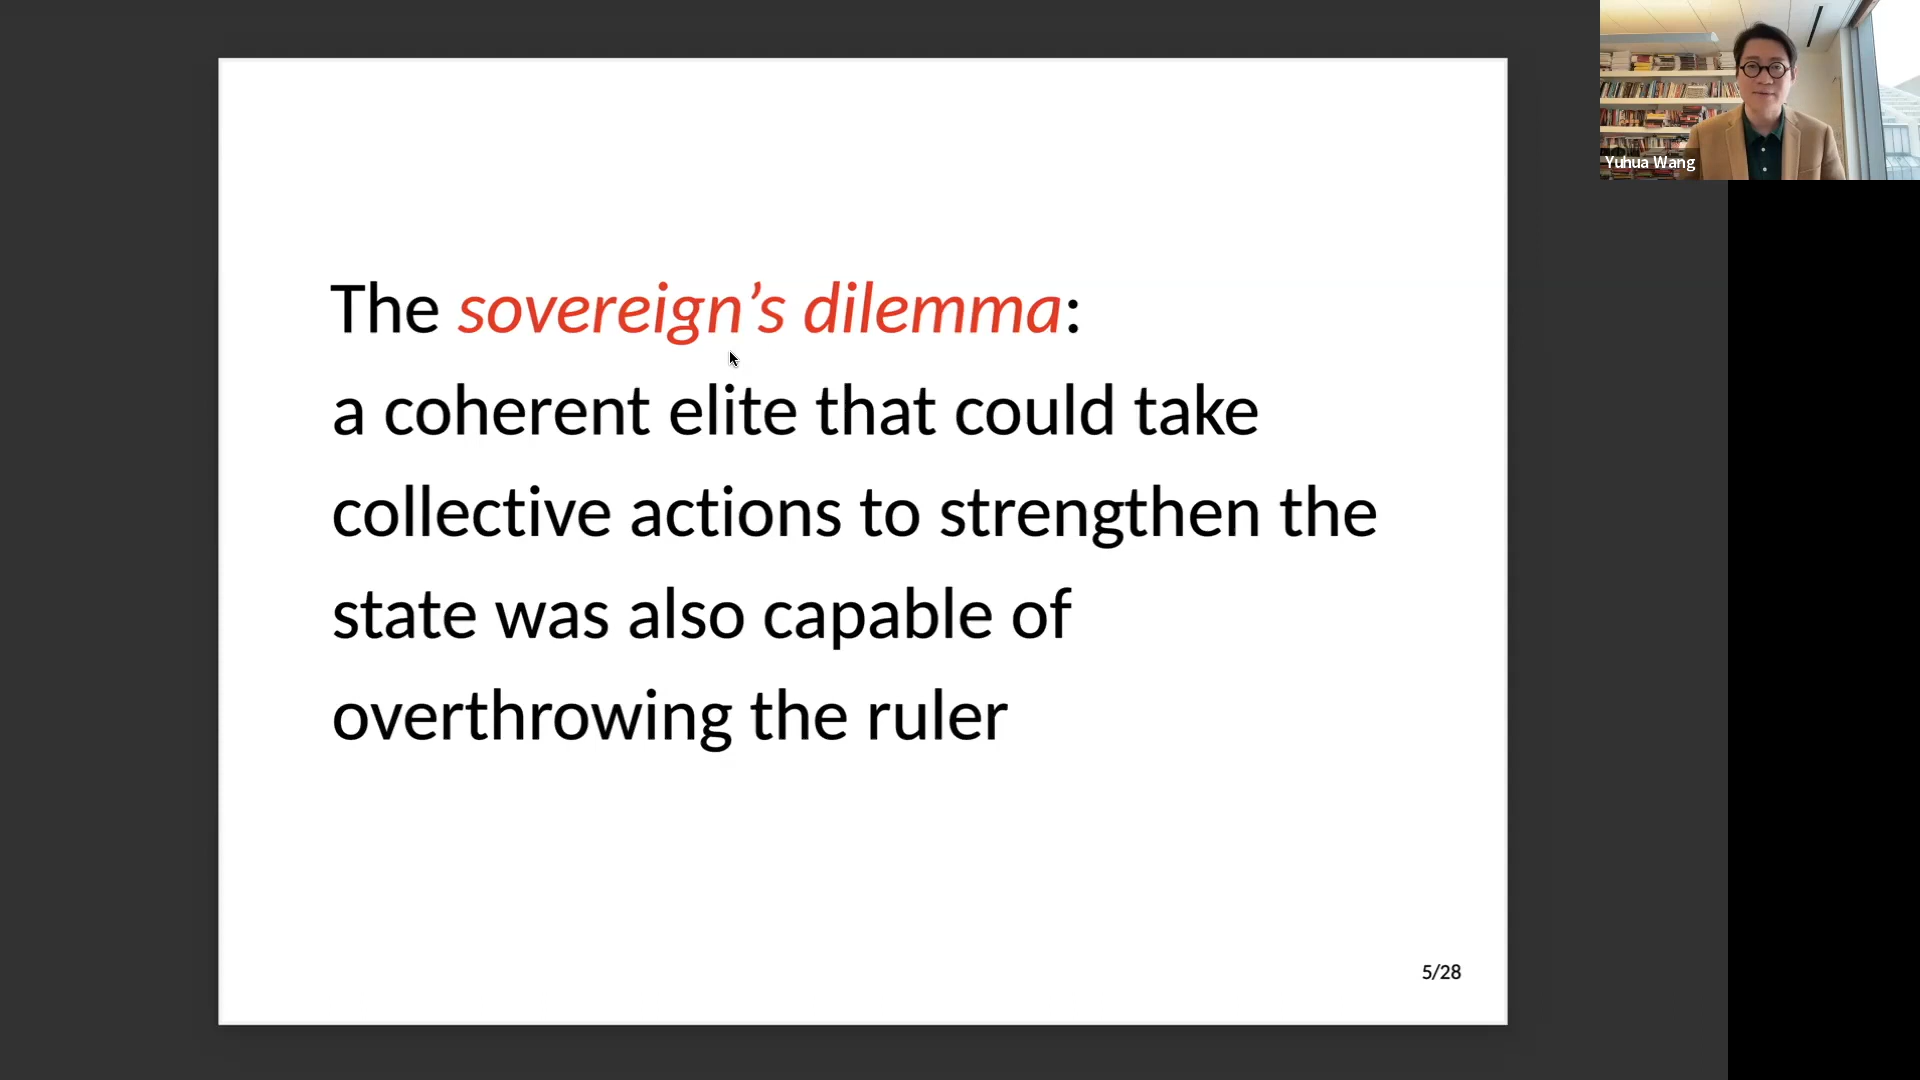 The sovereign’s dilemma:
a coherent elite that could take
collective actions to strengthen the
state was also capable of
overthrowing the ruler
5/28
Yuhua Wang